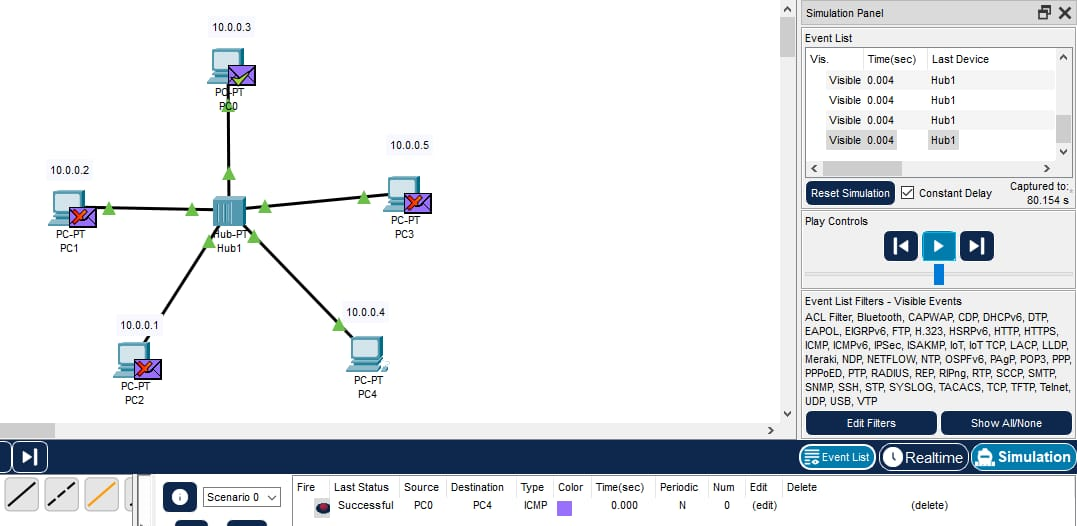 10.0.0.3
PC-PT
PC0
10.0.0.5
PC-PT
PC3
10.0.0.2
PC-PT
PC1
Hub-PT
Hub1
10.0.0.1
PC-PT
PC2
10.0.0.4
PC-PT
PC4
Simulation Panel
Event List
Vis. Time(sec) Last Device
Visible 0.004 Hub1
Visible 0.004 Hub1
Visible 0.004 Hub1
Visible 0.004 Hub1
Reset Simulation Constant Delay Captured to:
80.154 s
Play Controls
Event List Filters - Visible Events
ACL Filter, Bluetooth, CAPWAP, CDP, DHCPv6, DTP,
EAPOL, EIGRPv6, FTP, H.323, HSRPv6, HTTP, HTTPS,
ICMP, ICMPv6, IPSec, ISAKMP, IoT, IoT TCP, LACP, LLDP,
Meraki, NDP, NETFLOW, NTP, OSPFv6, PAgP, POP3, PPP,
PPPoED, PTP, RADIUS, REP, RIPng, RTP, SCCP, SMTP,
SNMP, SSH, STP, SYSLOG, TACACS, TCP, TFTP, Telnet,
UDP, USB, VTP
Edit Filters Show All/None
Event List Realtime Simulation
Scenario 0
Fire Last Status Source Destination Type Color Time(sec) Periodic Num Edit Delete
Successful PC0 PC4 ICMP 0.000 N 0 (edit) (delete)